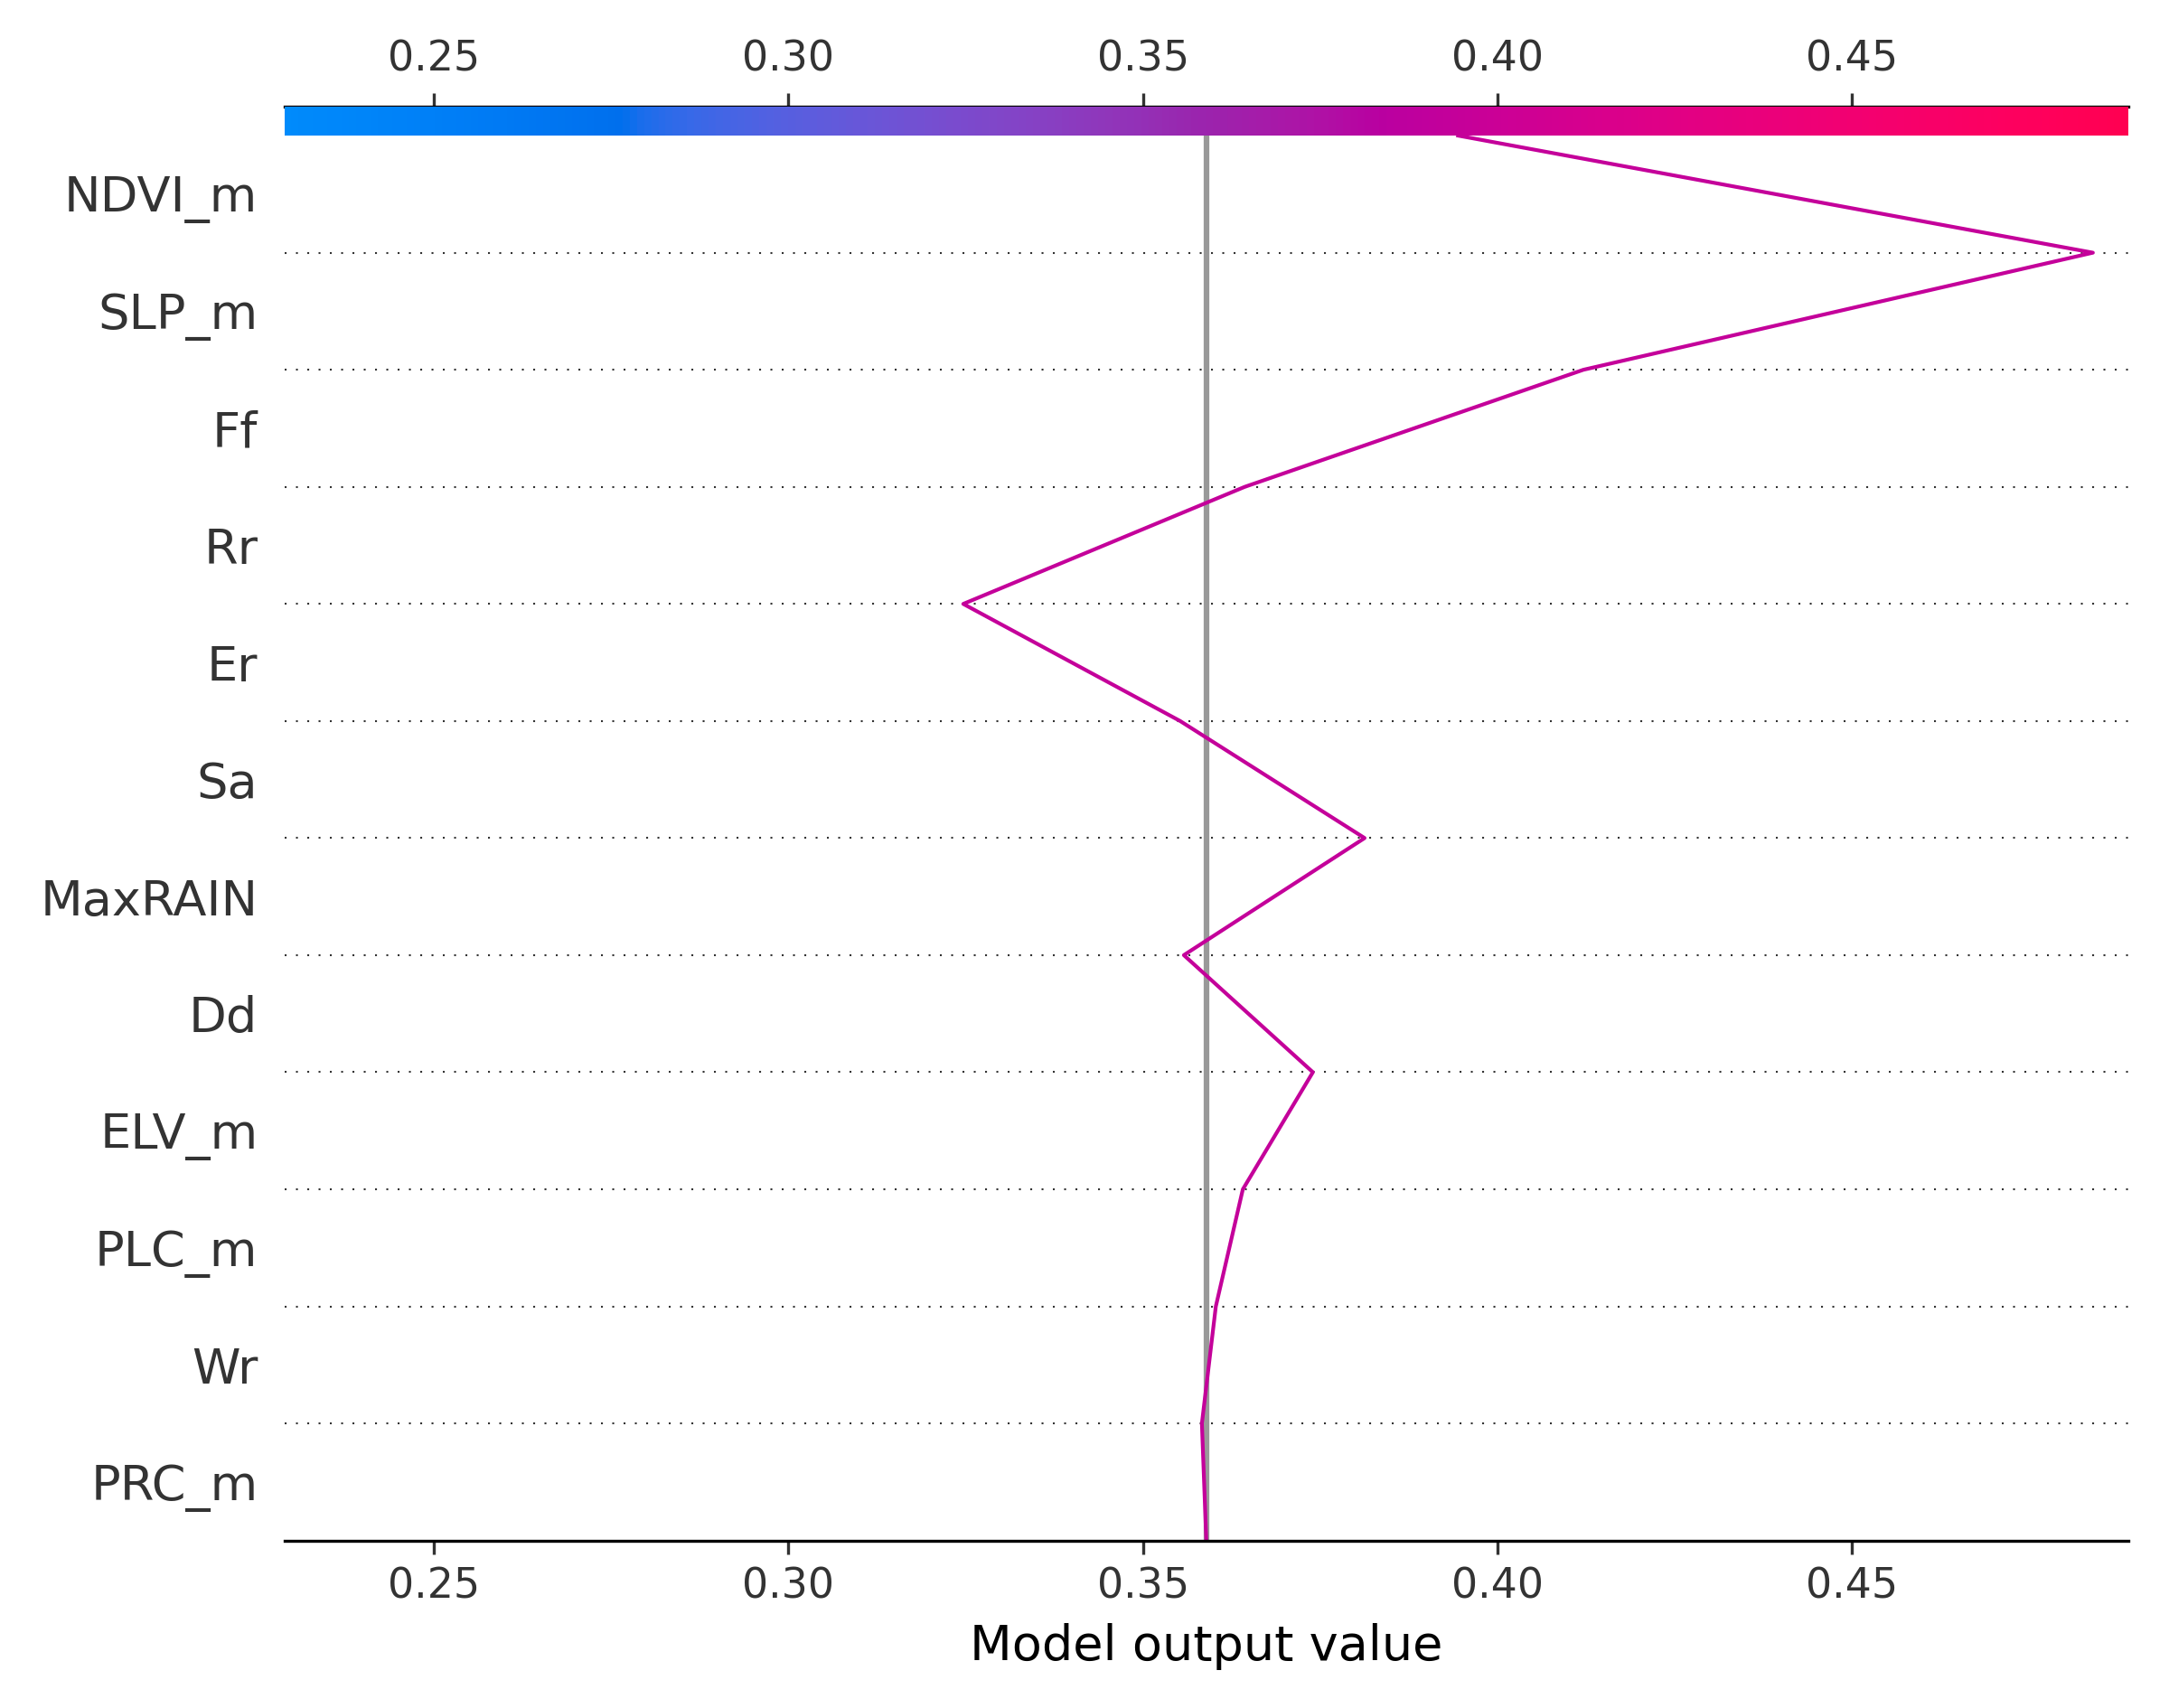 0.25 0.30 0.35 0.40 0.45
NDVI_m
SLP_m
Ff
Rr
Er
Sa
MaxRAIN
Dd
ELV_m
PLC_m
Wr
PRC_m
0.25 0.30 0.35 0.40 0.45
Model output value